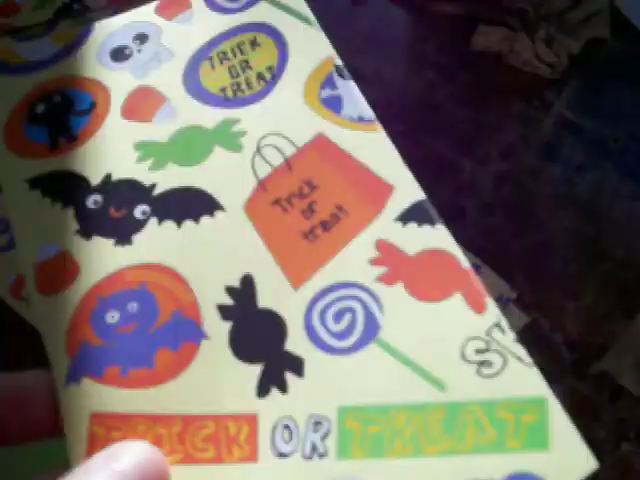 TRICK
OR
TREAT
Trick
or
treat
TRICK OR TREAT